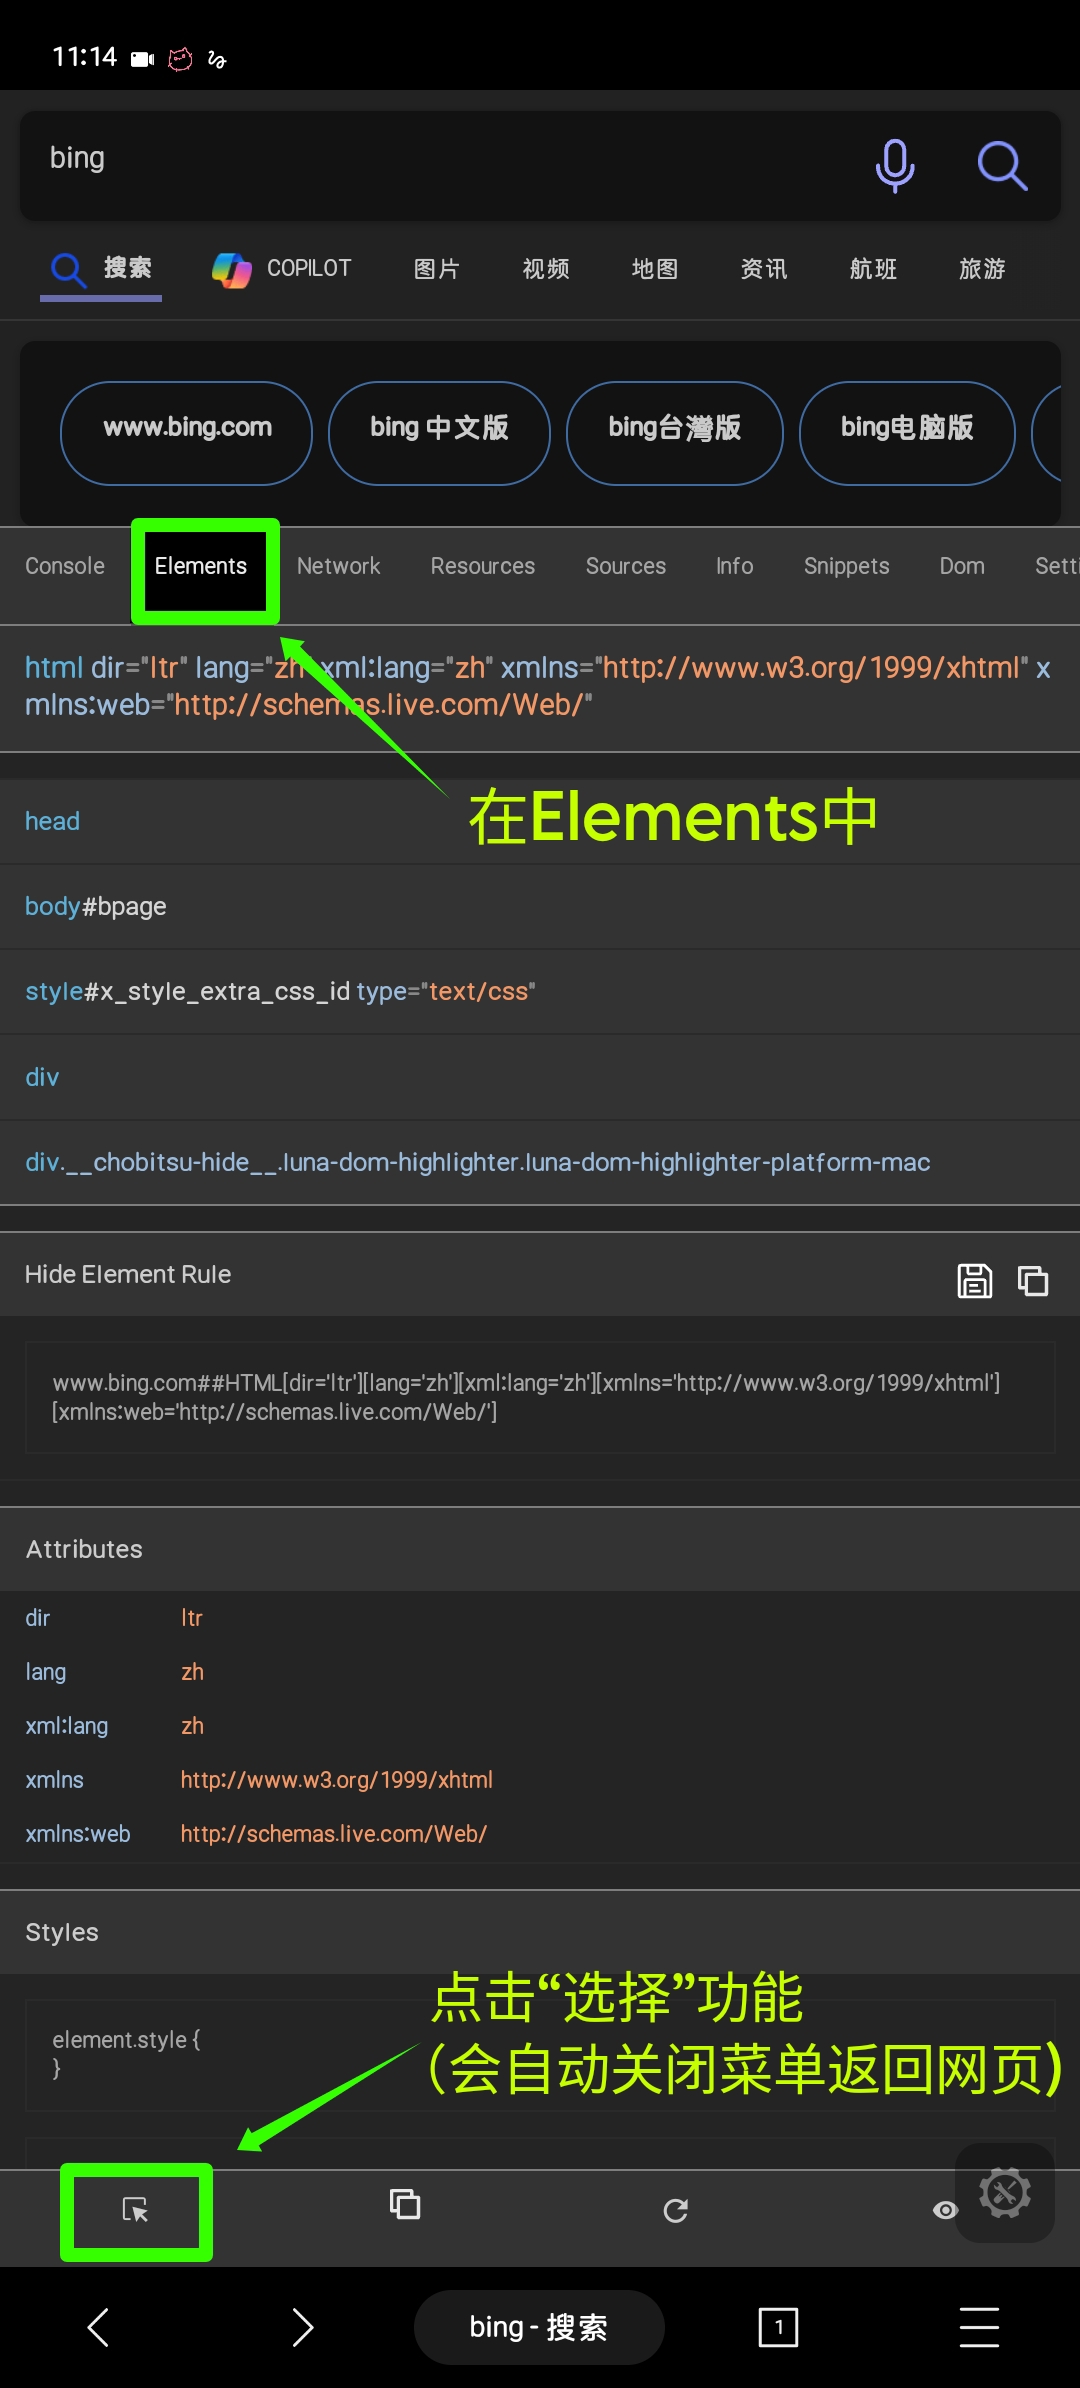 11:14
bing
搜索 COPILOT 图片 视频 地图 资讯 航班 旅游
www.bing.com bing 中文版 bing台灣版 bing电脑版
Console Elements Network Resources Sources Info Snippets Dom Setti
html dir="ltr" lang="zh" xml:lang="zh" xmlns="http://www.w3.org/1999/xhtml" x
mlns:web="http://schemas.live.com/Web/"
在Elements中
head
body#bpage
style#x_style_extra_css_id type="text/css"
div
div.__chobitsu-hide__.luna-dom-highlighter.luna-dom-highlighter-platform-mac
Hide Element Rule
www.bing.com##HTML[dir='ltr'][lang='zh'][xml:lang='zh'][xmlns='http://www.w3.org/1999/xhtml']
[xmlns:web='http://schemas.live.com/Web/']
Attributes
dir ltr
lang zh
xml:lang zh
xmlns http://www.w3.org/1999/xhtml
xmlns:web http://schemas.live.com/Web/
Styles
点击“选择”功能
（会自动关闭菜单返回网页）
element.style {
}
bing - 搜索 1